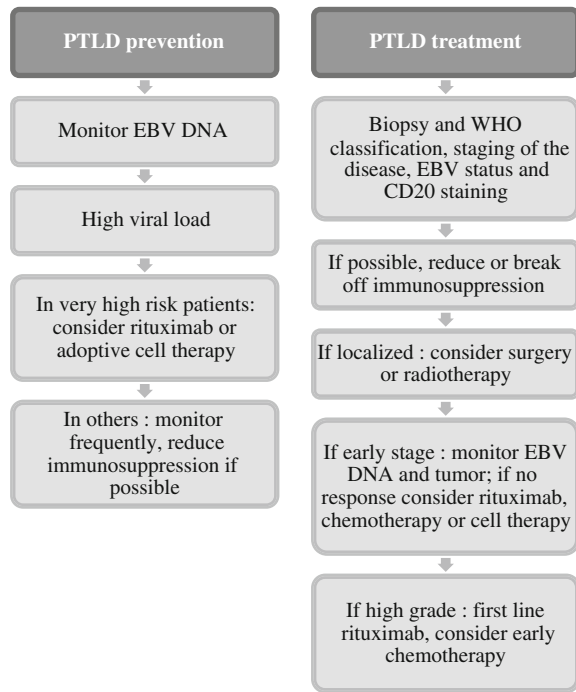 PTLD prevention
Monitor EBV DNA
High viral load
In very high risk patients:
consider rituximab or
adoptive cell therapy
In others : monitor
frequently, reduce
immunosuppression if
possible
PTLD treatment
Biopsy and WHO
classification, staging of the
disease, EBV status and
CD20 staining
If possible, reduce or break
off immunosuppression
If localized : consider surgery
or radiotherapy
If early stage : monitor EBV
DNA and tumor; if no
response consider rituximab,
chemotherapy or cell therapy
If high grade : first line
rituximab, consider early
chemotherapy